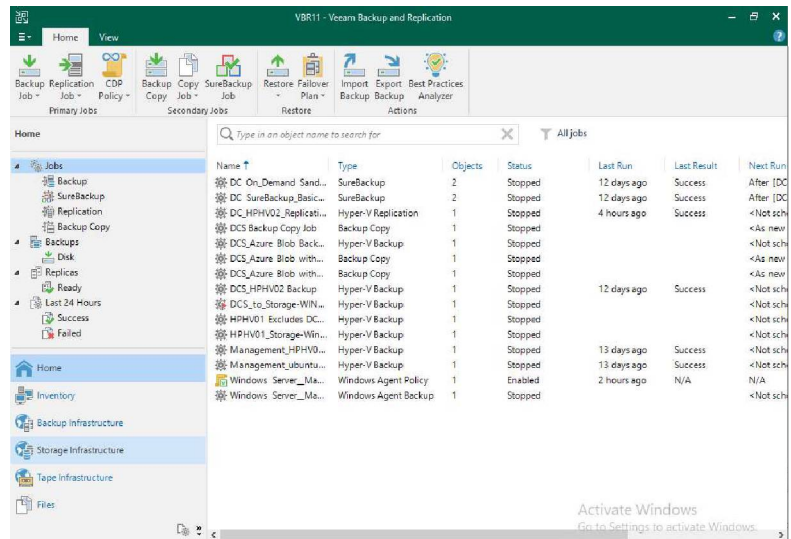 VBR11 - Veeam Backup and Replication
Home View
Backup Job Replication Job CDP Policy Backup Copy Copy Job SureBackup Job Restore Failover Plan Import Backup Export Backup Best Practices Analyzer
Primary Jobs Secondary Jobs Restore Actions
Home
Type in an object name to search for All jobs
Jobs
Backup
SureBackup
Replication
Backup Copy
Backups
Disk
Replicas
Ready
Last 24 Hours
Success
Failed
Home
Inventory
Backup Infrastructure
Storage Infrastructure
Tape Infrastructure
Files
Name Type Objects Status Last Run Last Result Next Run
DC On_Demand Sand... SureBackup 2 Stopped 12 days ago Success After [DC
DC SureBackup_Basic... SureBackup 2 Stopped 12 days ago Success After [DC
DC_HPHV02_Replicati... Hyper-V Replication 1 Stopped 4 hours ago Success <Not sch
DCS Backup Copy Job Backup Copy 1 Stopped <As new
DCS_Azure Blob Back... Hyper-V Backup 1 Stopped <Not sch
DCS_Azure Blob with... Backup Copy 1 Stopped <As new
DCS_Azure Blob with... Backup Copy 1 Stopped <As new
DCS_HPHV02 Backup Hyper-V Backup 1 Stopped 12 days ago Success <Not sch
DCS_to_Storage-WIN... Hyper-V Backup 1 Stopped <Not sch
HPHV01 Excludes DC... Hyper-V Backup 1 Stopped <Not sch
HPHV01_Storage-Win... Hyper-V Backup 1 Stopped <Not sch
Management_HPHV0... Hyper-V Backup 1 Stopped 13 days ago Success <Not sch
Management_ubuntu... Hyper-V Backup 1 Stopped 13 days ago Success <Not sch
Windows Server__Ma... Windows Agent Policy 1 Enabled 2 hours ago N/A N/A
Windows Server__Ma... Windows Agent Backup 1 Stopped <Not sch
Activate Windows
Go to Settings to activate Windows.